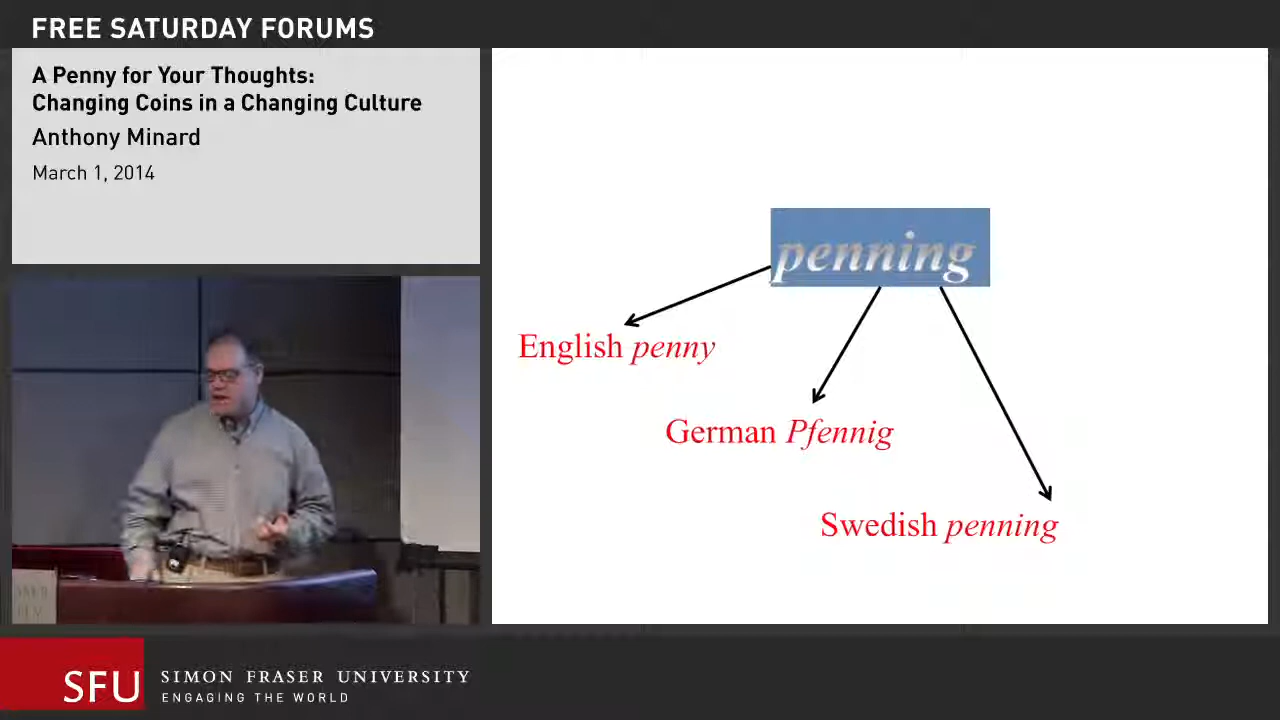 FREE SATURDAY FORUMS
A Penny for Your Thoughts:
Changing Coins in a Changing Culture
Anthony Minard
March 1, 2014
penning
English penny
German Pfennig
Swedish penning
SFU
SIMON FRASER UNIVERSITY
ENGAGING THE WORLD